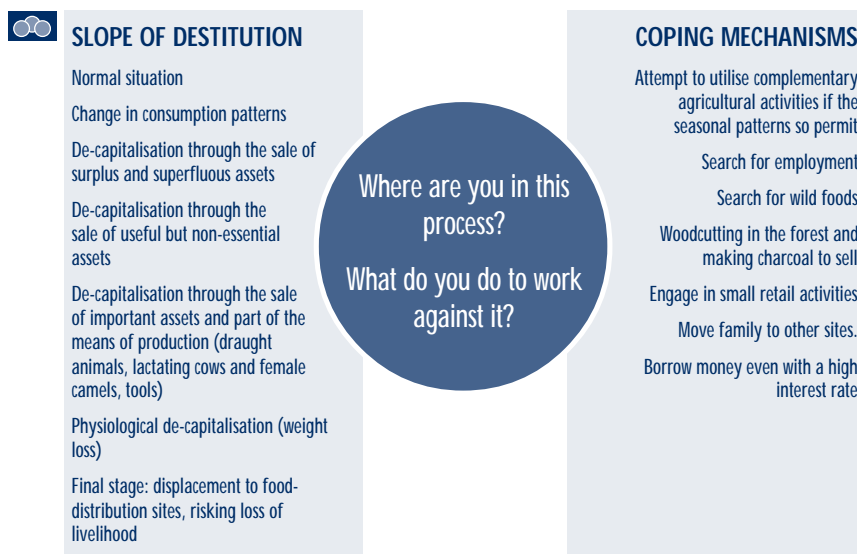 SLOPE OF DESTITUTION
Normal situation
Change in consumption patterns
De-capitalisation through the sale of
surplus and superfluous assets
De-capitalisation through the
sale of useful but non-essential
assets
De-capitalisation through the sale
of important assets and part of the
means of production (draught
animals, lactating cows and female
camels, tools)
Physiological de-capitalisation (weight
loss)
Final stage: displacement to food-
distribution sites, risking loss of
livelihood
Where are you in this
process?
What do you do to work
against it?
COPING MECHANISMS
Attempt to utilise complementary
agricultural activities if the
seasonal patterns so permit
Search for employment
Search for wild foods
Woodcutting in the forest and
making charcoal to sell
Engage in small retail activities
Move family to other sites.
Borrow money even with a high
interest rate